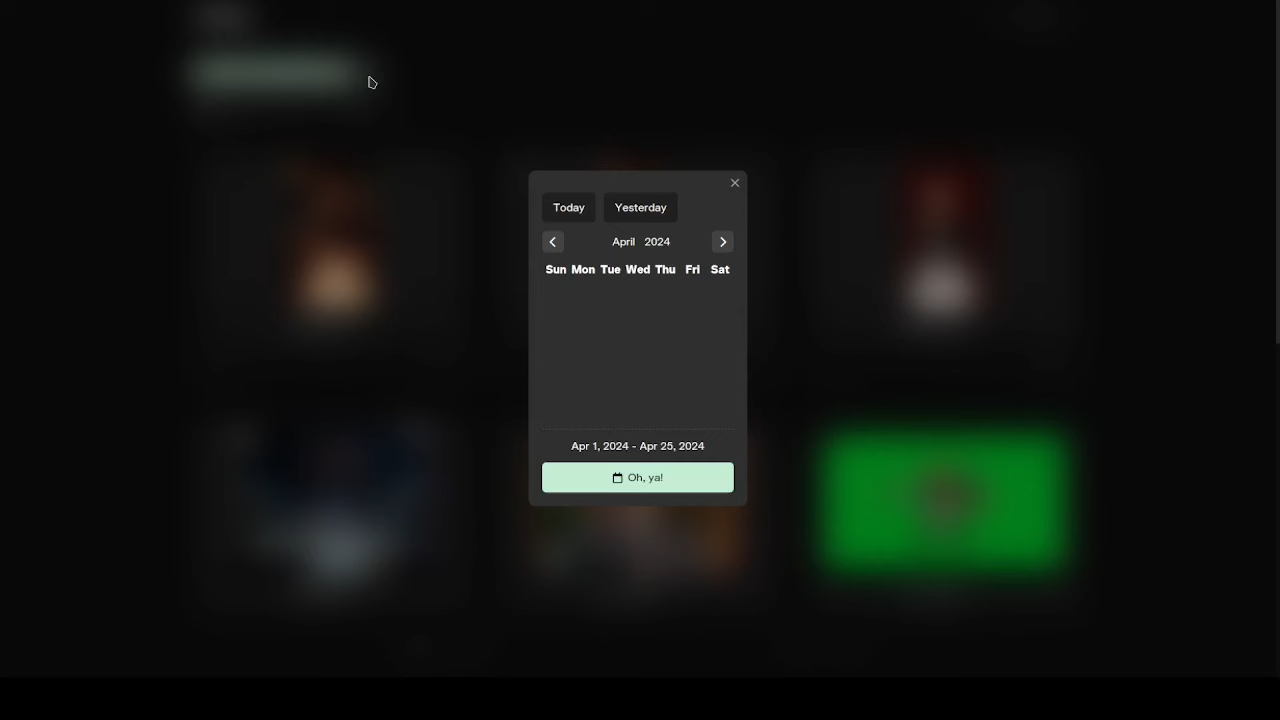 Today Yesterday
April 2024
Sun Mon Tue Wed Thu Fri Sat
Apr 1, 2024 - Apr 25, 2024
Oh, ya!